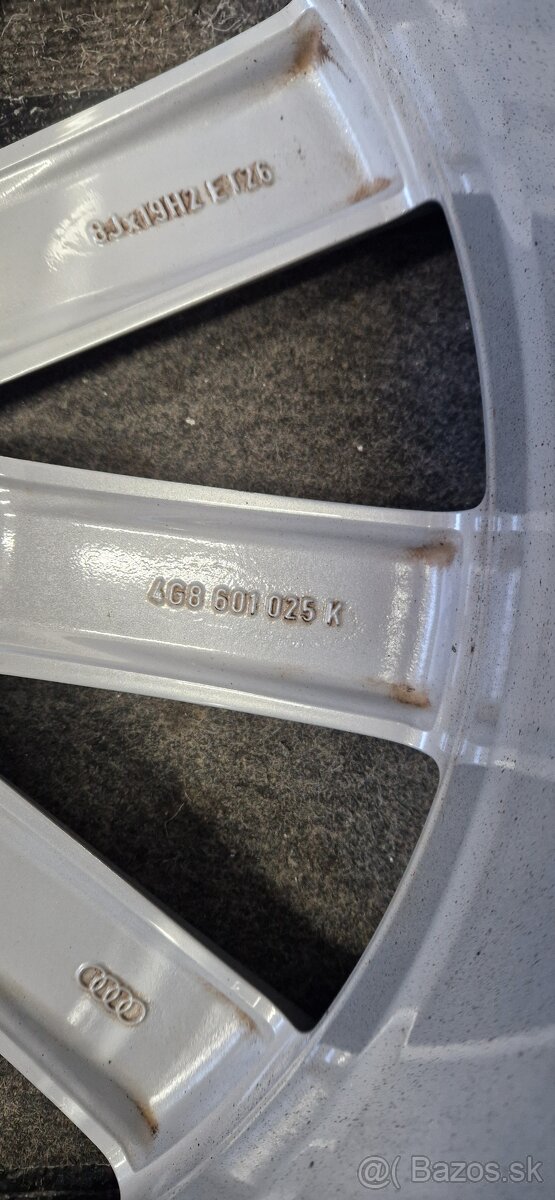 8Jx19H2 ET26
4G8 601 025 K
@ Bazos.sk